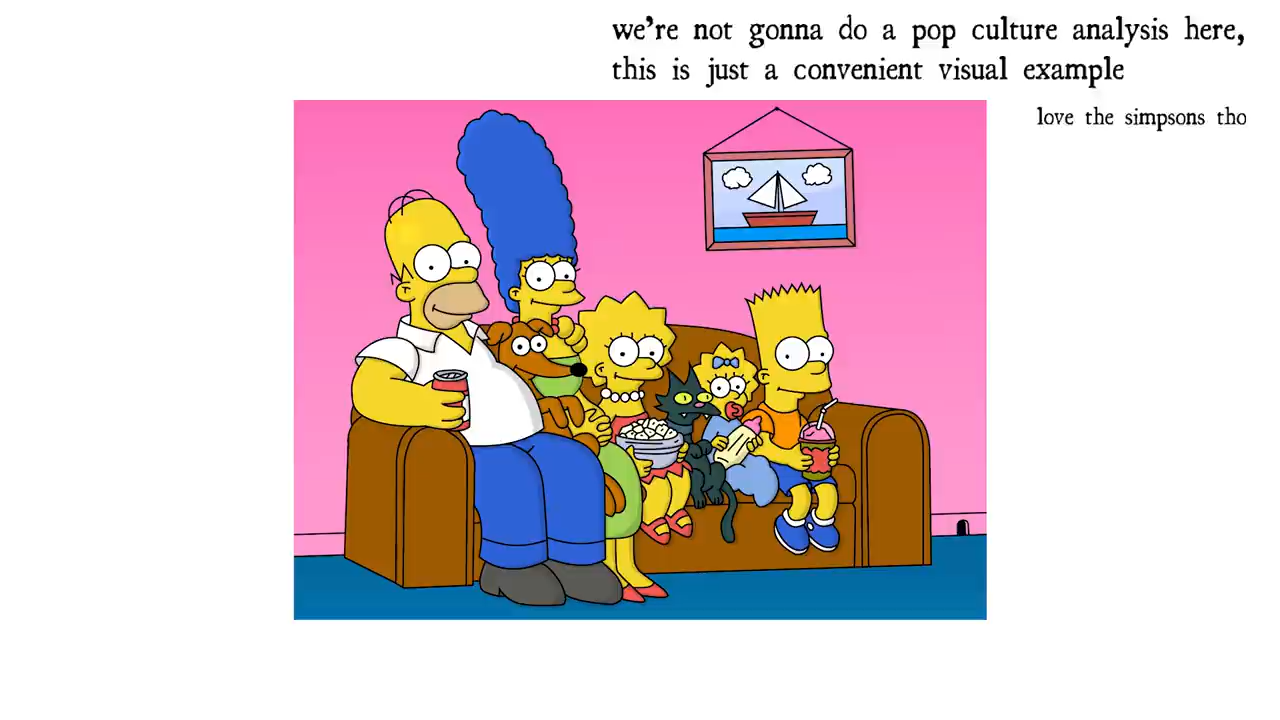 we're not gonna do a pop culture analysis here,
this is just a convenient visual example
love the simpsons tho